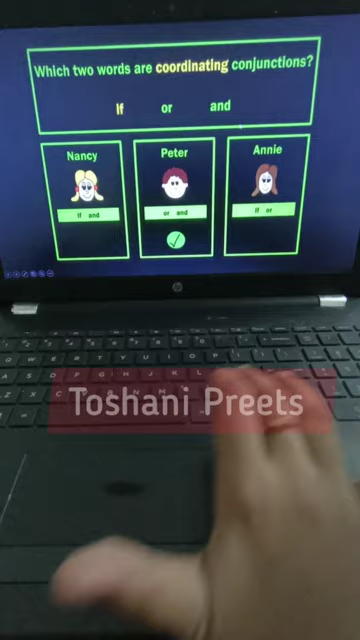 Which two words are coordinating conjunctions?
If or and
Nancy Peter Annie
If and or and If or
hp
Toshani Preets